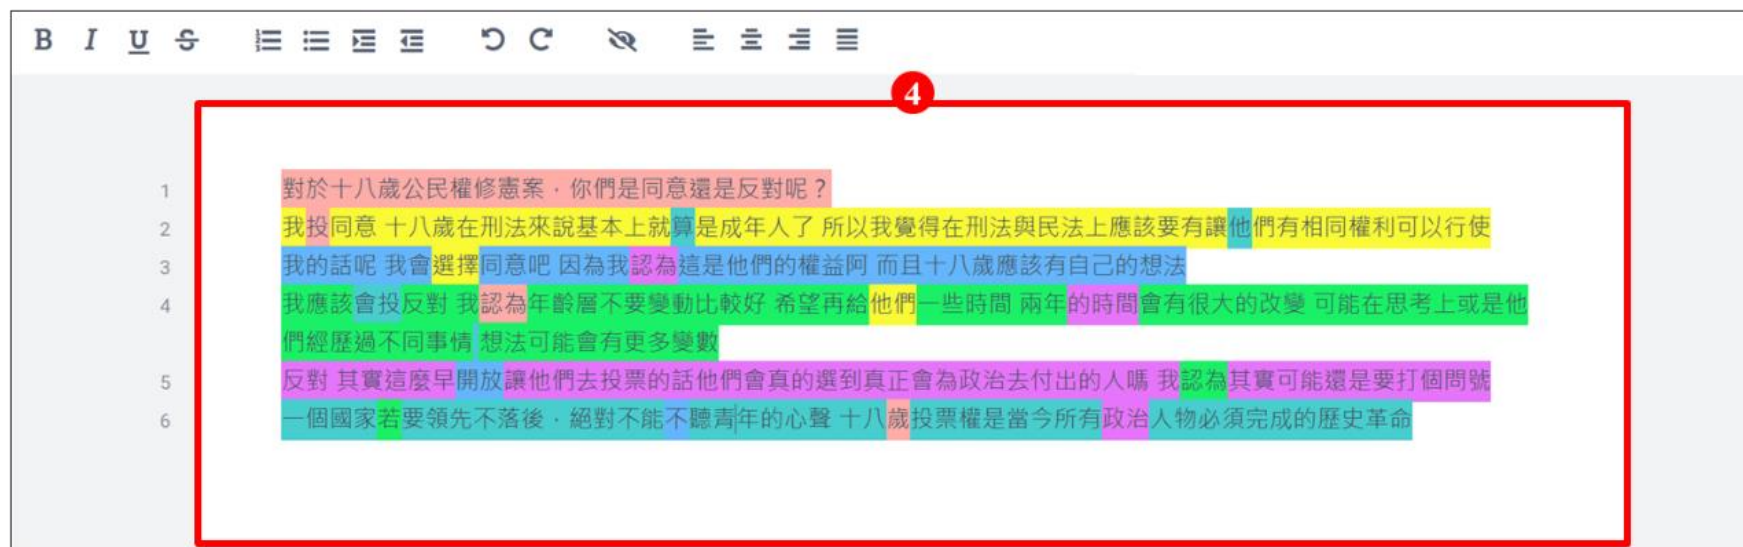 B I U S
4
1 對於十八歲公民權修憲案，你們是同意還是反對呢？
2 我投同意 十八歲在刑法來說基本上就算是成年人了 所以我覺得在刑法與民法上應該要有讓他們有相同權利可以行使
3 我的話呢 我會選擇同意吧 因為我認為這是他們的權益阿 而且十八歲應該有自己的想法
4 我應該會投反對 我認為年齡層不要變動比較好 希望再給他們一些時間 兩年的時間會有很大的改變 可能在思考上或是他
們經歷過不同事情 想法可能會有更多變數
5 反對 其實這麼早開放讓他們去投票的話他們會真的選到真正會為政治去付出的人嗎 我認為其實可能還是要打個問號
6 一個國家若要領先不落後，絕對不能不聽青年的心聲 十八歲投票權是當今所有政治人物必須完成的歷史革命